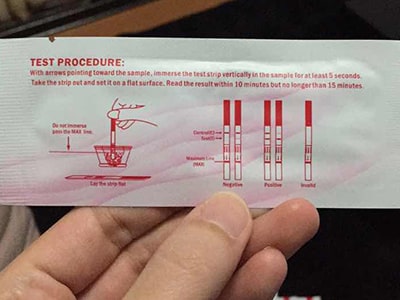 TEST PROCEDURE:
With arrows pointing toward the sample, immerse the test strip vertically in the sample for at least 5 seconds.
Take the strip out and set it on a flat surface. Read the result within 10 minutes but no longer than 15 minutes.
Do not immerse
past the MAX line.
Control(C)
Test(T)
Maximum Line
(MAX)
Lay the strip flat
Negative
Positive
Invalid